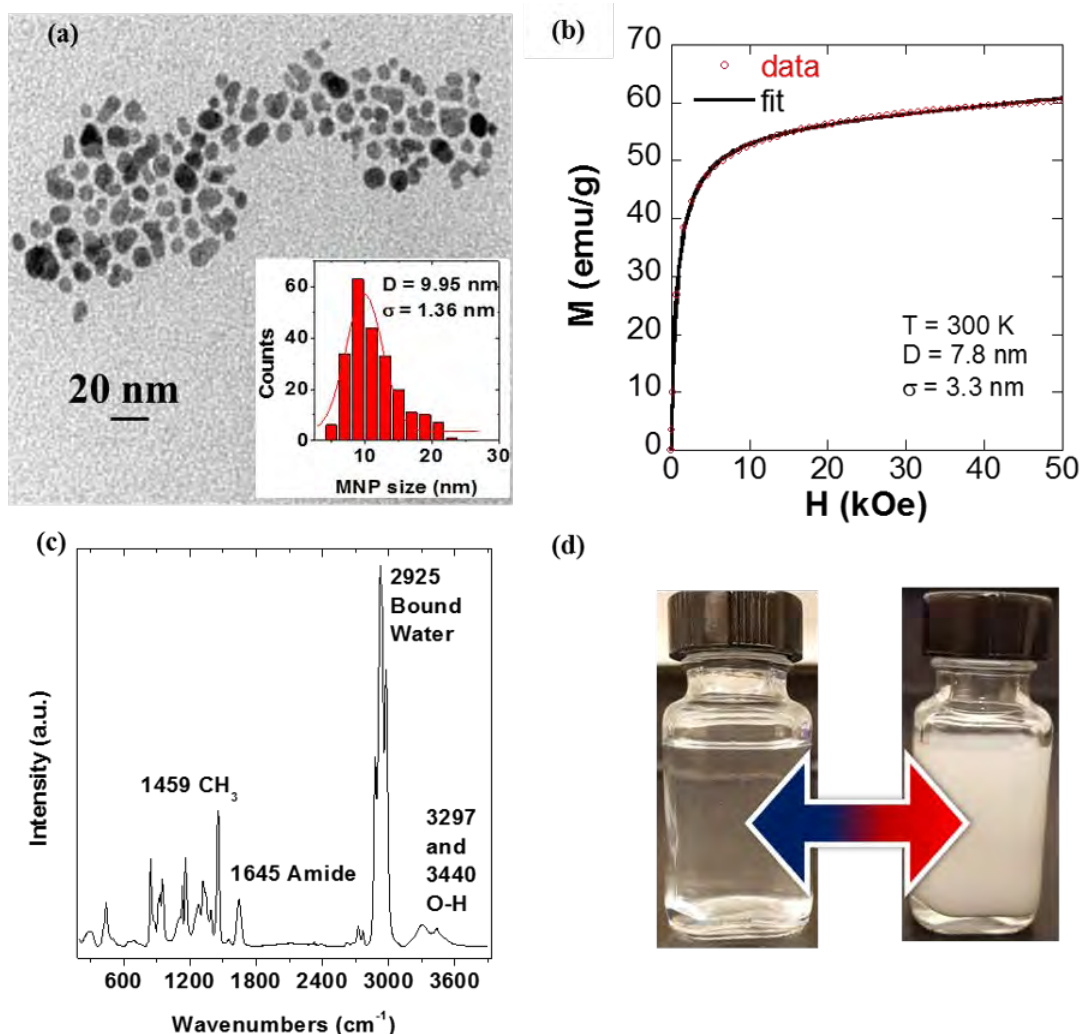 (a)
20 nm
D = 9.95 nm
σ = 1.36 nm
60
40
20
0
10
20
30
Counts
MNP size (nm)
(b)
data
fit
70
60
50
40
30
20
10
0
M (emu/g)
T = 300 K
D = 7.8 nm
σ = 3.3 nm
0
10
20
30
40
50
H (kOe)
(c)
2925
Bound
Water
1459 CH₃
1645 Amide
3297
and
3440
O-H
Intensity (a.u.)
600
1200
1800
2400
3000
3600
Wavenumbers (cm⁻¹)
(d)